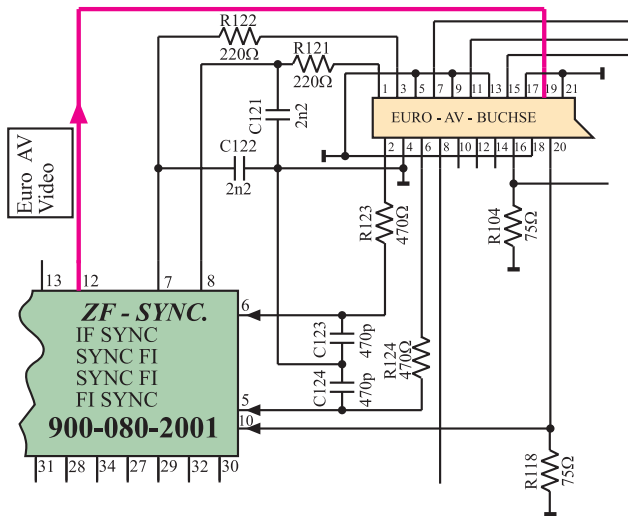 R122
220Ω
R121
220Ω
C121
2n2
C122
2n2
1 3 5 7 9 11 13 15 17 19 21
EURO - AV - BUCHSE
2 4 6 8 10 12 14 16 18 20
Euro AV
Video
R123
470Ω
R104
75Ω
13 12 7 8
ZF - SYNC.
IF SYNC
SYNC FI
SYNC FI
FI SYNC
900-080-2001
6
5
10
C123
470p
C124
470p
R124
470Ω
R118
75Ω
31 28 34 27 29 32 30